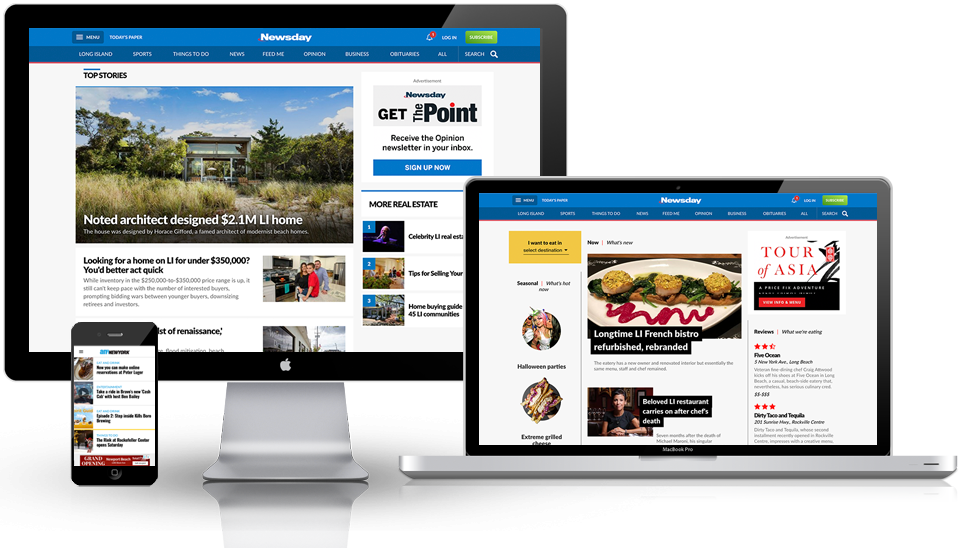 MENU
TODAY'S PAPER
Newsday
LOG IN
SUBSCRIBE
LONG ISLAND
SPORTS
THINGS TO DO
NEWS
FEED ME
OPINION
BUSINESS
OBITUARIES
ALL
SEARCH
TOP STORIES
Noted architect designed $2.1M LI home
The house was designed by Horace Gifford, a famed architect of modernist beach homes.
Looking for a home on LI for under $350,000?
You'd better act quick
While inventory in the $250,000-to-$350,000 price range is up, it
still can't keep pace with the number of interested buyers,
prompting bidding wars between younger buyers, downsizing
retirees and investors.
st of renaissance,'
flood mitigation, beach
Advertisement
Newsday
GET The Point
Receive the Opinion
newsletter in your inbox.
SIGN UP NOW
MORE REAL ESTATE
1
Celebrity LI real esta
2
Tips for Selling Your
3
Home buying guide
45 LI communities
amNEWYORK
Now you can make online
reservations at Peter Luger
Take a ride in Bronx's new 'Cash
Cab' with host Ben Bailey
Episode 2: Stop inside Kills Boro
Brewing
The Rink at Rockefeller Center
opens Saturday
GRAND
OPENING
MENU
TODAY'S PAPER
Newsday
LOG IN
SUBSCRIBE
LONG ISLAND
SPORTS
THINGS TO DO
NEWS
FEED ME
OPINION
BUSINESS
OBITUARIES
ALL
SEARCH
I want to eat in
select destination
Seasonal | What's hot
now
Halloween parties
Extreme grilled
cheese
Now | What's new
Longtime LI French bistro
refurbished, rebranded
The eatery has a new owner and renovated interior but essentially the
same menu, staff and chef remained.
Beloved LI restaurant
carries on after chef's
death
Seven months after the death of
Michael Maroni, his singular
Advertisement
TOUR
of ASIA
A PRICE FIX ADVENTURE
VIEW INFO & MENU
Reviews | What we're eating
Five Ocean
5 New York Ave., Long Beach
Veteran fine-dining chef Craig Attwood
kicks off his shoes at Five Ocean in Long
Beach, a casual, beach-side eatery that,
nevertheless, has serious culinary cred.
$$-$$$
Dirty Taco and Tequila
201 Sunrise Hwy., Rockville Centre
Dirty Taco and Tequila, whose second
installment recently opened in Rockville
Centre, impresses with a creative menu.
MacBook Pro